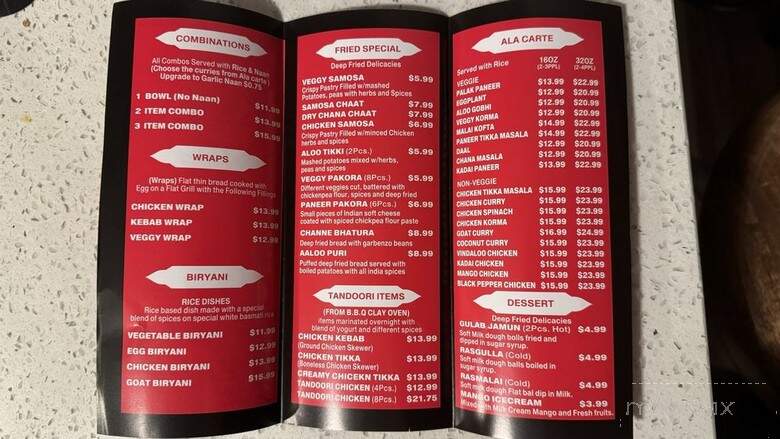 COMBINATIONS
All Combos Served with Rice & Naan
(Choose the curries from Ala carte)
Upgrade to Garlic Naan $0.75
1 BOWL (No Naan) $11.99
2 ITEM COMBO $13.99
3 ITEM COMBO $15.99
WRAPS
(Wraps) Flat thin bread cooked with
Egg on a Flat Grill with the Following Fillings
CHICKEN WRAP $13.99
KEBAB WRAP $13.99
VEGGY WRAP $12.99
BIRYANI
RICE DISHES
Rice based dish made with a special
blend of spices on special white basmati rice
VEGETABLE BIRYANI $11.99
EGG BIRYANI $12.99
CHICKEN BIRYANI $13.99
GOAT BIRYANI $15.99
FRIED SPECIAL
Deep Fried Delicacies
VEGGY SAMOSA $5.99
Crispy Pastry Filled w/mashed
Potatoes, peas with herbs and Spices
SAMOSA CHAAT $7.99
DRY CHANA CHAAT $7.99
CHICKEN SAMOSA $6.99
Crispy Pastry Filled w/minced Chicken
herbs and spices
ALOO TIKKI (2Pcs.) $5.99
Mashed potatoes mixed w/herbs,
peas and spices
VEGGY PAKORA (8Pcs.) $5.99
Different veggies cut, battered with
chickenpea flour, spices and deep fried
PANEER PAKORA (6Pcs.) $6.99
Small pieces of Indian soft cheese
coated with spiced chickpea flour paste
CHANNE BHATURA $8.99
Deep fried bread with garbenzo beans
AALOO PURI $8.99
Puffed deep fried bread served with
boiled potatoes with all india spices
TANDOORI ITEMS
(FROM B.B.Q CLAY OVEN)
items marinated overnight with
blend of yogurt and different spices
CHICKEN KEBAB $13.99
(Ground Chicken Skewer)
CHICKEN TIKKA $13.99
(Boneless Chicken Skewer)
CREAMY CHICEKN TIKKA $13.99
TANDOORI CHICKEN (4Pcs.) $12.99
TANDOORI CHICKEN (8Pcs.) $21.75
ALA CARTE
Served with Rice 16OZ 32OZ
(2-3PPL) (2-4PPL)
VEGGIE
PALAK PANEER $13.99 $22.99
EGGPLANT $12.99 $20.99
ALOO GOBHI $12.99 $20.99
VEGGY KORMA $12.99 $20.99
MALAI KOFTA $14.99 $22.99
PANEER TIKKA MASALA $14.99 $22.99
DAAL $12.99 $20.99
CHANA MASALA $12.99 $20.99
KADAI PANEER $13.99 $22.99
NON-VEGGIE
CHICKEN TIKKA MASALA $15.99 $23.99
CHICKEN CURRY $15.99 $23.99
CHICKEN SPINACH $15.99 $23.99
CHICKEN KORMA $15.99 $23.99
GOAT CURRY $16.99 $24.99
COCONUT CURRY $15.99 $23.99
VINDALOO CHICKEN $15.99 $23.99
KADAI CHICKEN $15.99 $23.99
MANGO CHICKEN $15.99 $23.99
BLACK PEPPER CHICKEN $15.99 $23.99
DESSERT
Deep Fried Delicacies
GULAB JAMUN (2Pcs. Hot) $4.99
Soft milk dough bolls fried and
dipped in sugar syrup.
RASGULLA (Cold) $4.99
Soft milk dough balls boiled in
sugar syrup.
RASMALAI (Cold) $4.99
Soft milk dough Flat bal dip in Milk.
MANGO ICECREAM $3.99
Mixed with Milk Cream Mango and Fresh fruits.